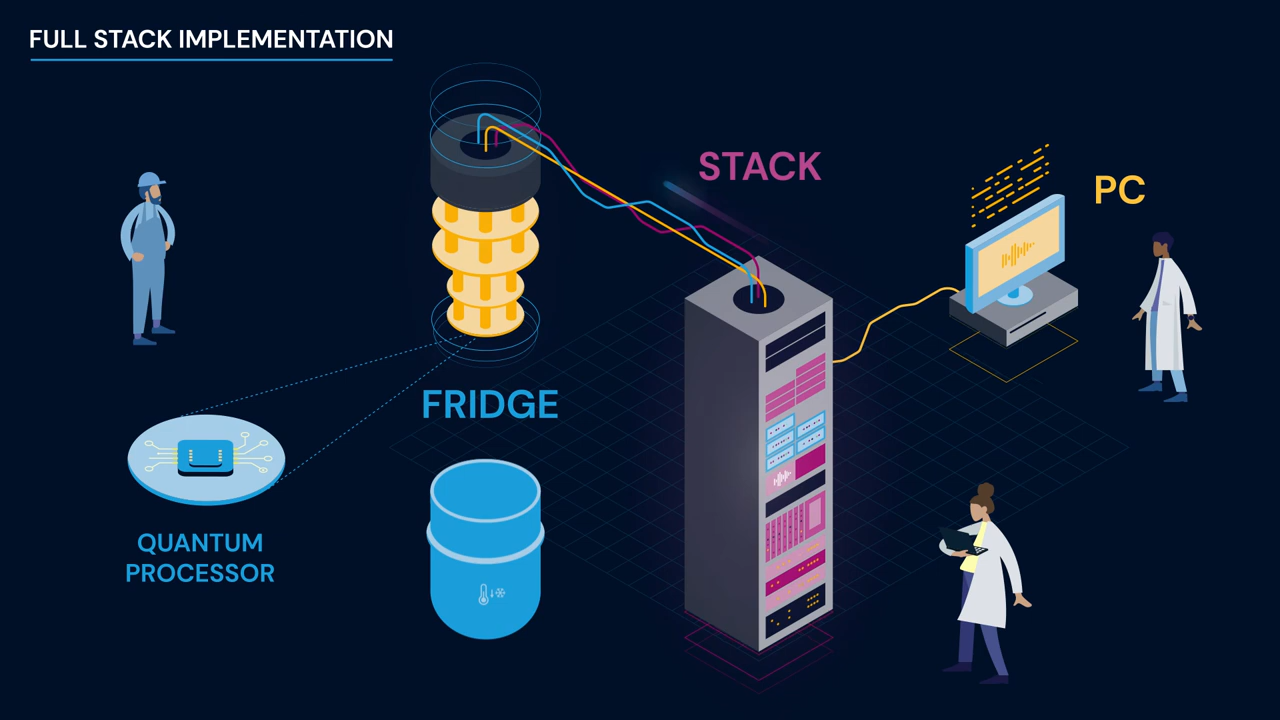 FULL STACK IMPLEMENTATION
STACK
PC
FRIDGE
QUANTUM
PROCESSOR